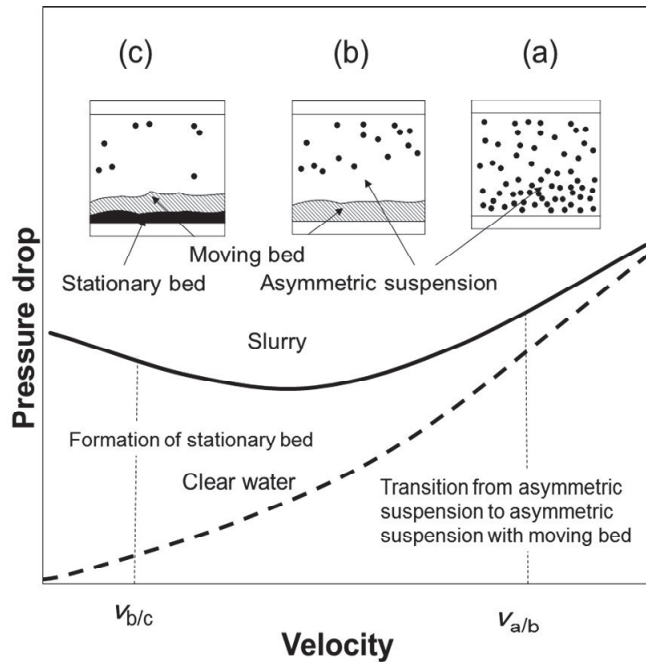 (c)
(b)
(a)
Moving bed
Stationary bed
Asymmetric suspension
Slurry
Pressure drop
Formation of stationary bed
Clear water
Transition from asymmetric
suspension to asymmetric
suspension with moving bed
vb/c
va/b
Velocity